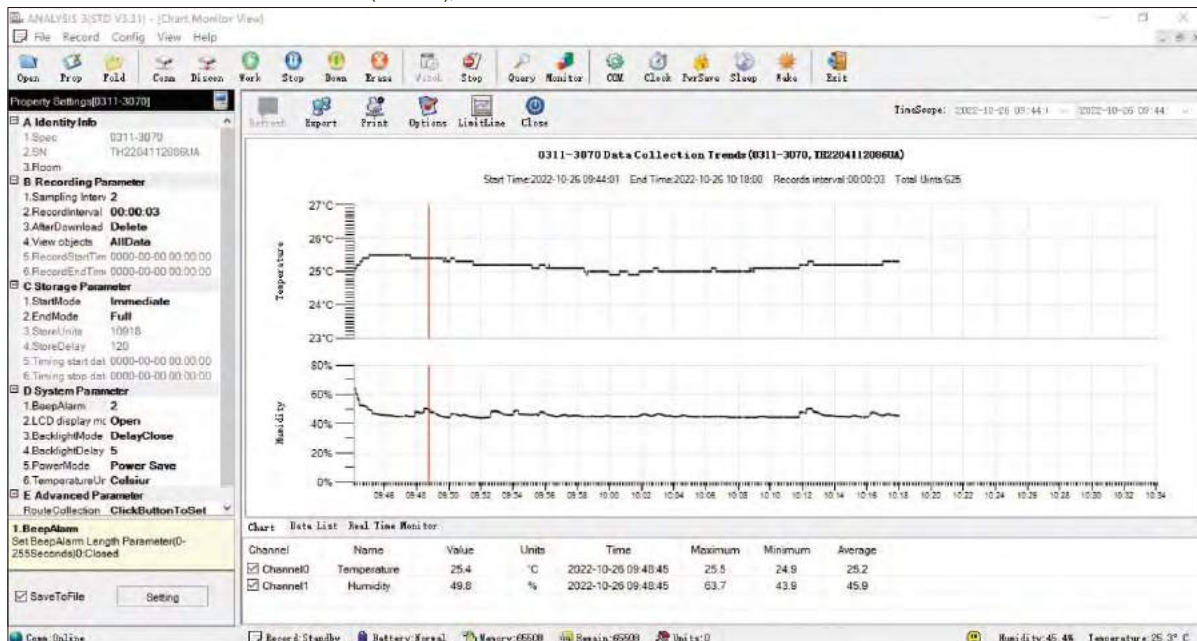 ANALYSIS 3(STD V3.31) - [Chart Monitor View]
File Record Config View Help
Open Prop Fold Conn Discon Work Stop Down Erase Stop Query Monitor COM. Clock PwrSave Sleep Wake Exit
Property Settings[0311-3070]
A Identity Info
1.Spec 0311-3070
2.SN TH2204112086UA
3.Room
B Recording Parameter
1.Sampling Interv 2
2.RecordInterval 00:00:03
3.AfterDownload Delete
4.View objects AllData
5.RecordStartTim 0000-00-00 00:00:00
6.RecordEndTim 0000-00-00 00:00:00
C Storage Parameter
1.StartMode Immediate
2.EndMode Full
3.StoreUnits 10918
4.StoreDelay 120
5.Timing start dat 0000-00-00 00:00:00
6.Timing stop dat 0000-00-00 00:00:00
D System Parameter
1.BeepAlarm 2
2.LCD display mc Open
3.BacklightMode DelayClose
4.BacklightDelay 5
5.PowerMode Power Save
6.TemperatureUr Celsiur
E Advanced Parameter
RouteCollection ClickButtonToSet
1.BeepAlarm
Set BeepAlarm Length Parameter(0-
255Seconds)0:Closed
SaveToFile Setting
Refresh Export Print Options LimitLine Close
TimeScope: 2022-10-26 09:44:0 2022-10-26 09:44
0311-3070 Data Collection Trends(0311-3070, TH2204112086UA)
Start Time:2022-10-26 09:44:01 End Time:2022-10-26 10:18:00 Records interval:00:00:03 Total Uints:625
Temperature
27°C
26°C
25°C
24°C
23°C
Humidity
80%
60%
40%
20%
0%
09:46 09:48 09:50 09:52 09:54 09:56 09:58 10:00 10:02 10:04 10:06 10:08 10:10 10:12 10:14 10:16 10:18 10:20 10:22 10:24 10:26 10:28 10:30 10:32 10:34
Chart Data List Real Time Monitor
Channel Name Value Units Time Maximum Minimum Average
Channel0 Temperature 25.4 °C 2022-10-26 09:48:45 25.5 24.9 25.2
Channel1 Humidity 49.8 % 2022-10-26 09:48:45 63.7 43.9 45.9
Comm:Online Record:Standby Battery:Normal Memory:65508 Remain:65508 Units:0 Humidity:45.4% Temperature:25.3°